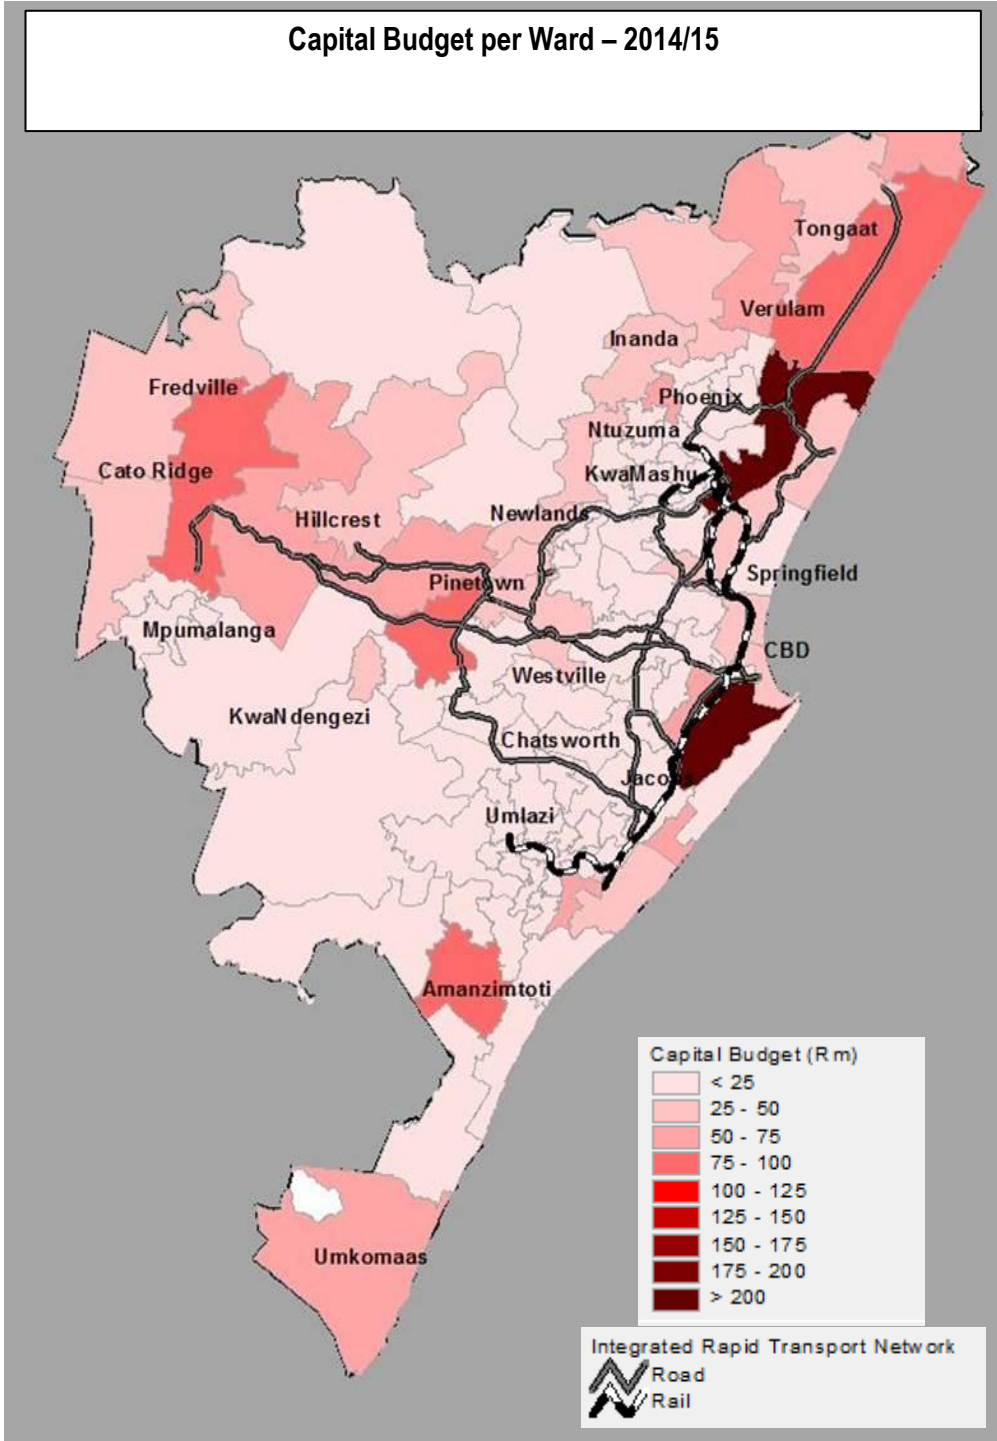 Capital Budget per Ward – 2014/15
Tongaat
Verulam
Inanda
Fredville
Phoenix
Ntuzuma
Cato Ridge
KwaMashu
Newlands
Hillcrest
Springfield
Pinetown
Mpumalanga
CBD
Westville
KwaNdengezi
Chatsworth
Jacobs
Umlazi
Amanzimtoti
Umkomaas
Capital Budget (Rm)
< 25
25 - 50
50 - 75
75 - 100
100 - 125
125 - 150
150 - 175
175 - 200
> 200
Integrated Rapid Transport Network
Road
Rail